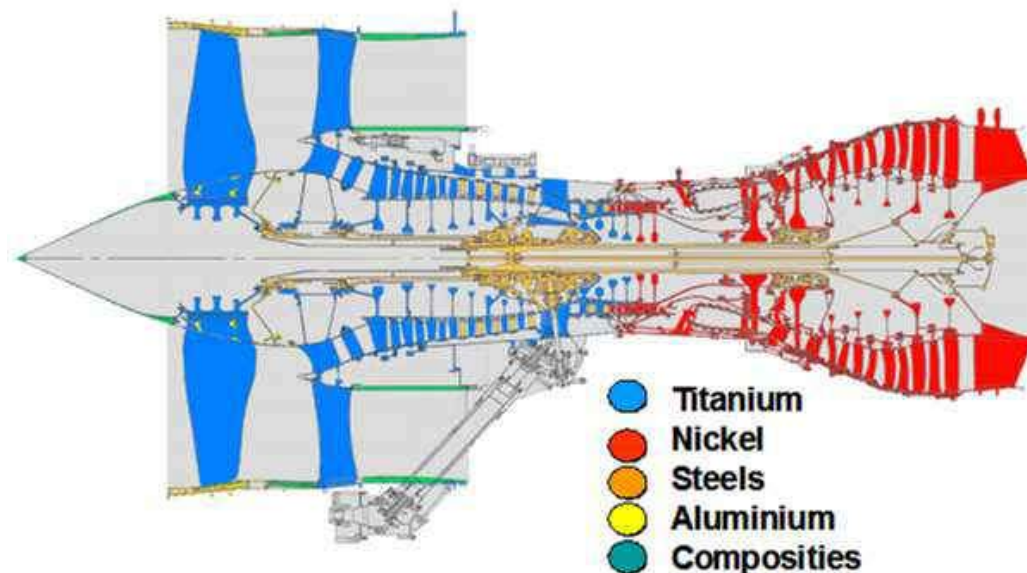 Titanium
Nickel
Steels
Aluminium
Composities